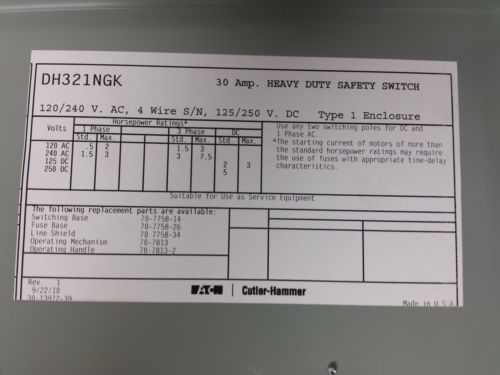 DH321NGK 30 Amp. HEAVY DUTY SAFETY SWITCH
120/240 V. AC, 4 Wire S/N, 125/250 V. DC Type 1 Enclosure
Horsepower Ratings*
Volts 1 Phase 3 Phase DC
Std. Max. Std. Max. Std. Max.
120 AC .5 2 1.5 3
240 AC 1.5 3 3 7.5
125 DC 2 3
250 DC 5
Use any two switching poles for DC and
1 Phase AC.
*The starting current of motors of more than
the standard horsepower ratings may require
the use of fuses with appropriate time-delay
characteristics.
Suitable for Use as Service Equipment
The following replacement parts are available:
Switching Base 70-7758-14
Fuse Base 70-7758-26
Line Shield 70-7758-34
Operating Mechanism 70-7813
Operating Handle 70-7813-2
Rev. 1
9/22/10
30-13972-39
EATON Cutler-Hammer
Made in U.S.A